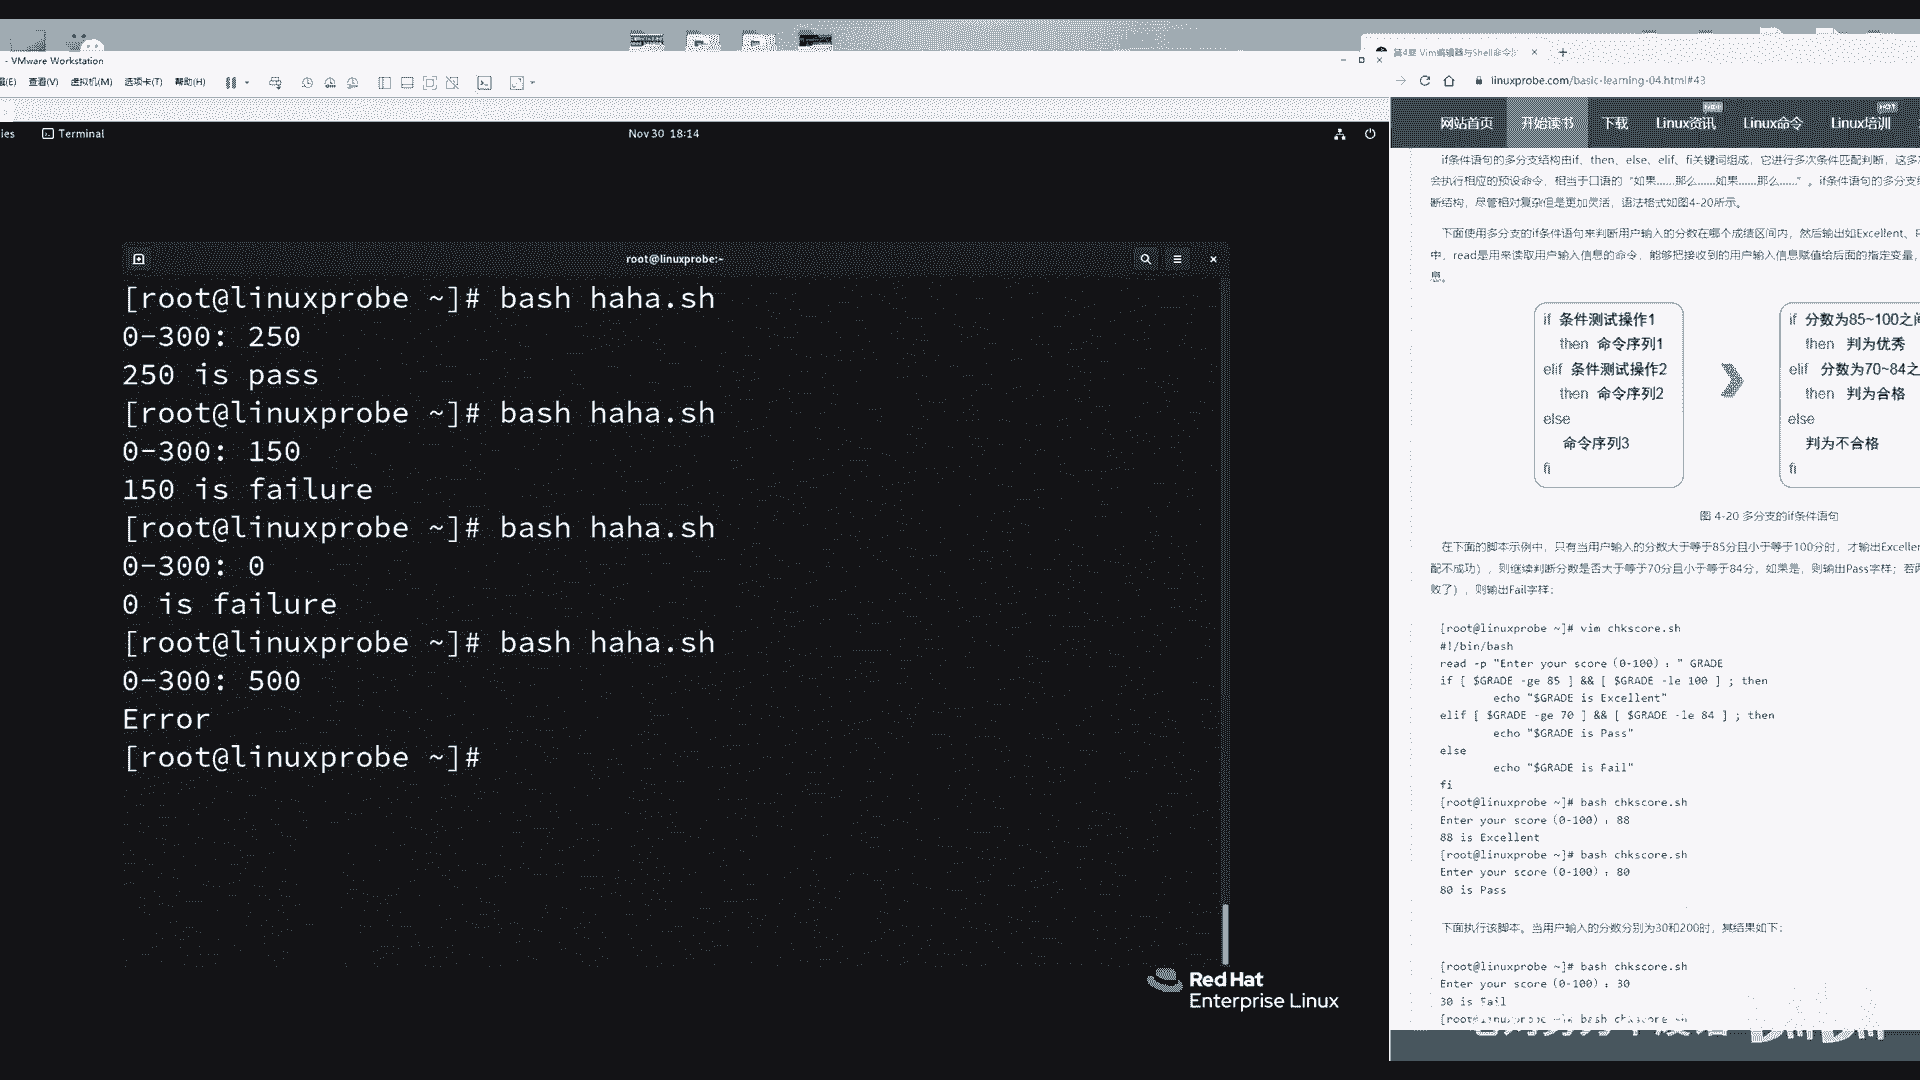 - VMware Workstation
辑(E) 查看(V) 虚拟机(M) 选项卡(T) 帮助(H)
ies Terminal Nov 30 18:14
root@linuxprobe:~
[root@linuxprobe ~]# bash haha.sh
0-300: 250
250 is pass
[root@linuxprobe ~]# bash haha.sh
0-300: 150
150 is failure
[root@linuxprobe ~]# bash haha.sh
0-300: 0
0 is failure
[root@linuxprobe ~]# bash haha.sh
0-300: 500
Error
[root@linuxprobe ~]#
Red Hat
Enterprise Linux
第4章 Vim编辑器与Shell命令
linuxprobe.com/basic-learning-04.html#43
网站首页 开始读书 下载 Linux资讯 Linux命令 Linux培训
if条件语句的多分支结构由if、then、else、elif、fi关键词组成，它进行多次条件匹配判断，这多
会执行相应的预设命令，相当于口语的“如果……那么……如果……那么……”。if条件语句的多分支
断结构，尽管相对复杂但是更加灵活，语法格式如图4-20所示。
下面使用多分支的if条件语句来判断用户输入的分数在哪个成绩区间内，然后输出如Excellent、
中，read是用来读取用户输入信息的命令，能够把接收到的用户输入信息赋值给后面的指定变量，
息。
if 条件测试操作1
then 命令序列1
elif 条件测试操作2
then 命令序列2
else
命令序列3
fi
if 分数为85~100之间
then 判为优秀
elif 分数为70~84之
then 判为合格
else
判为不合格
fi
图 4-20 多分支的if条件语句
在下面的脚本示例中，只有当用户输入的分数大于等于85分且小于等于100分时，才输出Excellen
配不成功），则继续判断分数是否大于等于70分且小于等于84分，如果是，则输出Pass字样；若两
败了），则输出Fail字样：
[root@linuxprobe ~]# vim chkscore.sh
#!/bin/bash
read -p "Enter your score（0-100）：" GRADE
if [ $GRADE -ge 85 ] && [ $GRADE -le 100 ] ; then
echo "$GRADE is Excellent"
elif [ $GRADE -ge 70 ] && [ $GRADE -le 84 ] ; then
echo "$GRADE is Pass"
else
echo "$GRADE is Fail"
fi
[root@linuxprobe ~]# bash chkscore.sh
Enter your score（0-100）：88
88 is Excellent
[root@linuxprobe ~]# bash chkscore.sh
Enter your score（0-100）：80
80 is Pass
下面执行该脚本。当用户输入的分数分别为30和200时，其结果如下：
[root@linuxprobe ~]# bash chkscore.sh
Enter your score（0-100）：30
30 is Fail
[root@linuxprobe ~]# bash chkscore.sh